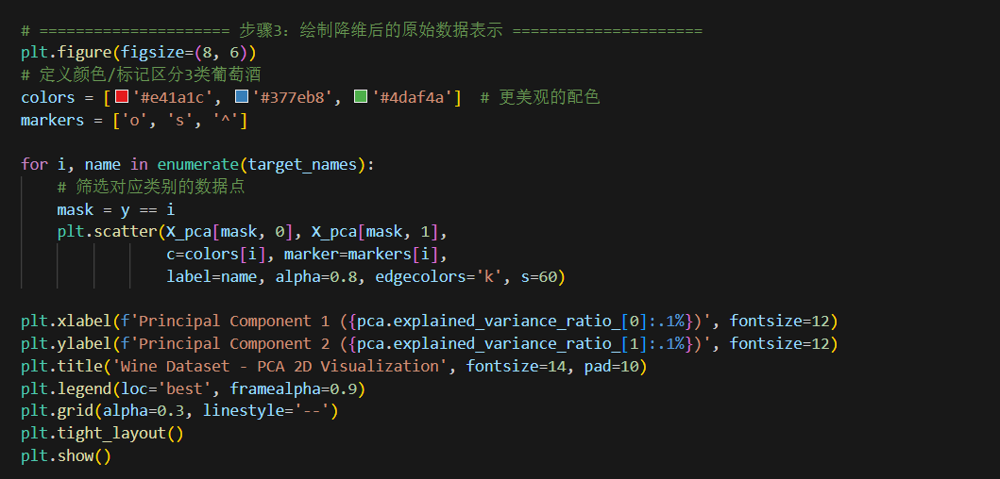 # ===================== 步骤3：绘制降维后的原始数据表示 =====================
plt.figure(figsize=(8, 6))
# 定义颜色/标记区分3类葡萄酒
colors = ['#e41a1c', '#377eb8', '#4daf4a']  # 更美观的配色
markers = ['o', 's', '^']

for i, name in enumerate(target_names):
    # 筛选对应类别的数据点
    mask = y == i
    plt.scatter(X_pca[mask, 0], X_pca[mask, 1],
                c=colors[i], marker=markers[i],
                label=name, alpha=0.8, edgecolors='k', s=60)

plt.xlabel(f'Principal Component 1 ({pca.explained_variance_ratio_[0]:.1%})', fontsize=12)
plt.ylabel(f'Principal Component 2 ({pca.explained_variance_ratio_[1]:.1%})', fontsize=12)
plt.title('Wine Dataset - PCA 2D Visualization', fontsize=14, pad=10)
plt.legend(loc='best', framealpha=0.9)
plt.grid(alpha=0.3, linestyle='--')
plt.tight_layout()
plt.show()